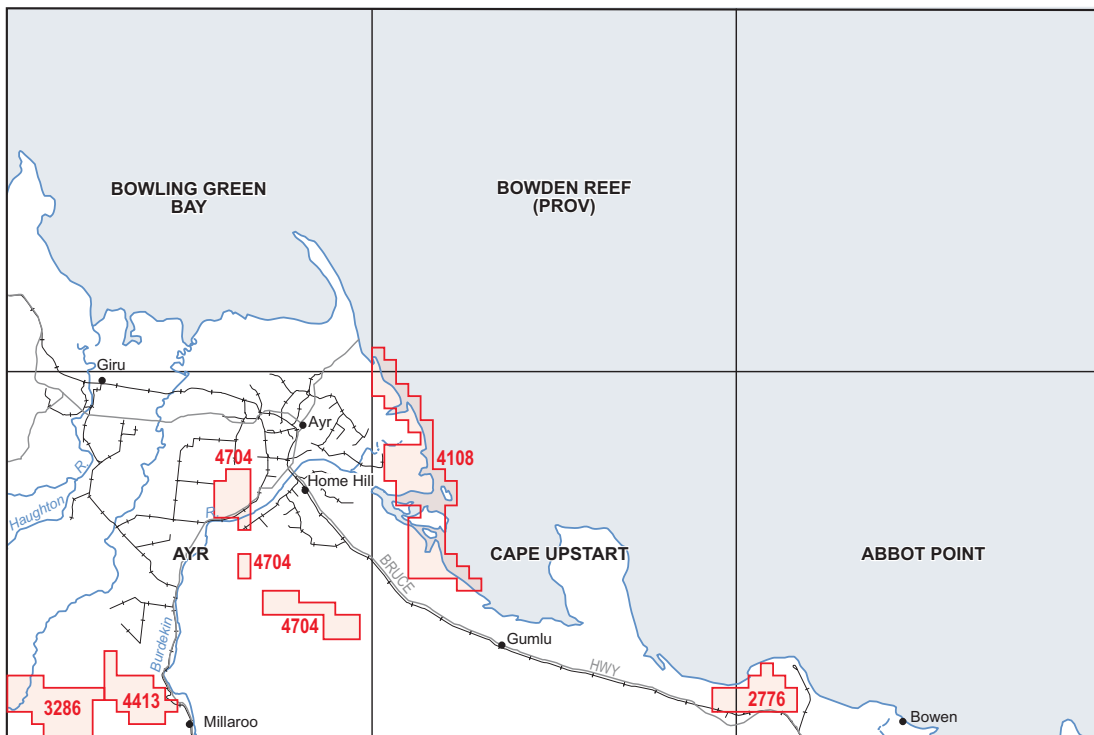 BOWLING GREEN
BAY
BOWDEN REEF
(PROV)
Giru
Ayr
4704
4108
R.
Home Hill
Haughton
R.
AYR
CAPE UPSTART
ABBOT POINT
4704
BRUCE
4704
Burdekin
Gumlu
HWY
3286
4413
2776
Millaroo
Bowen